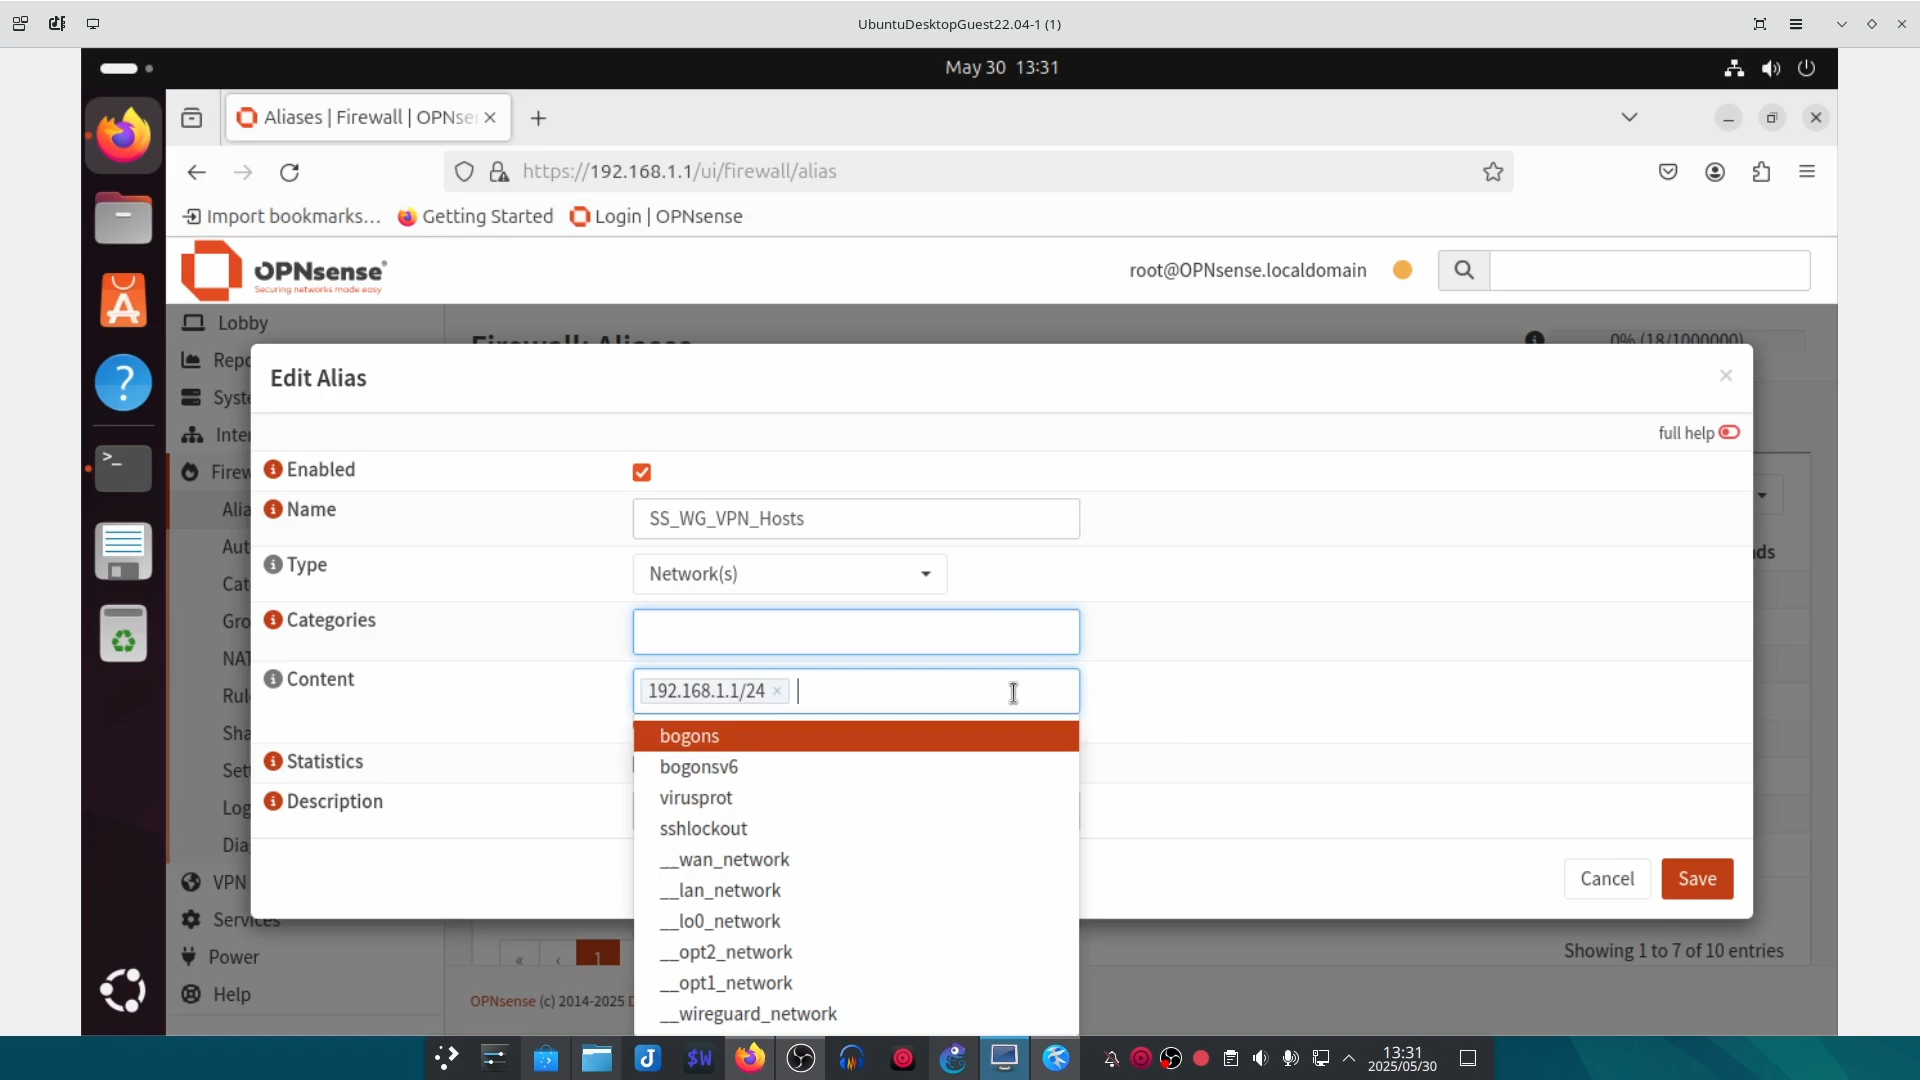 UbuntuDesktopGuest22.04-1 (1)
May 30 13:31
Aliases | Firewall | OPNse
https://192.168.1.1/ui/firewall/alias
Import bookmarks...
Getting Started
Login | OPNsense
OPNsense®
Securing networks made easy
root@OPNsense.localdomain
Lobby
Firewall: Aliases
0% (18/1000000)
Repo
Edit Alias
Syste
full help
Inter
Enabled
Firew
Name
SS_WG_VPN_Hosts
Alia
Aut
Type
Network(s)
ds
Cat
Categories
Gro
NAT
Content
192.168.1.1/24
Rul
bogons
Sha
Statistics
bogonsv6
Set
Description
virusprot
Log
sshlockout
Dia
__wan_network
VPN
Cancel
Save
__lan_network
Services
__lo0_network
Power
« ‹ 1
__opt2_network
Showing 1 to 7 of 10 entries
Help
OPNsense (c) 2014-2025 D
__opt1_network
__wireguard_network
$W
13:31
2025/05/30